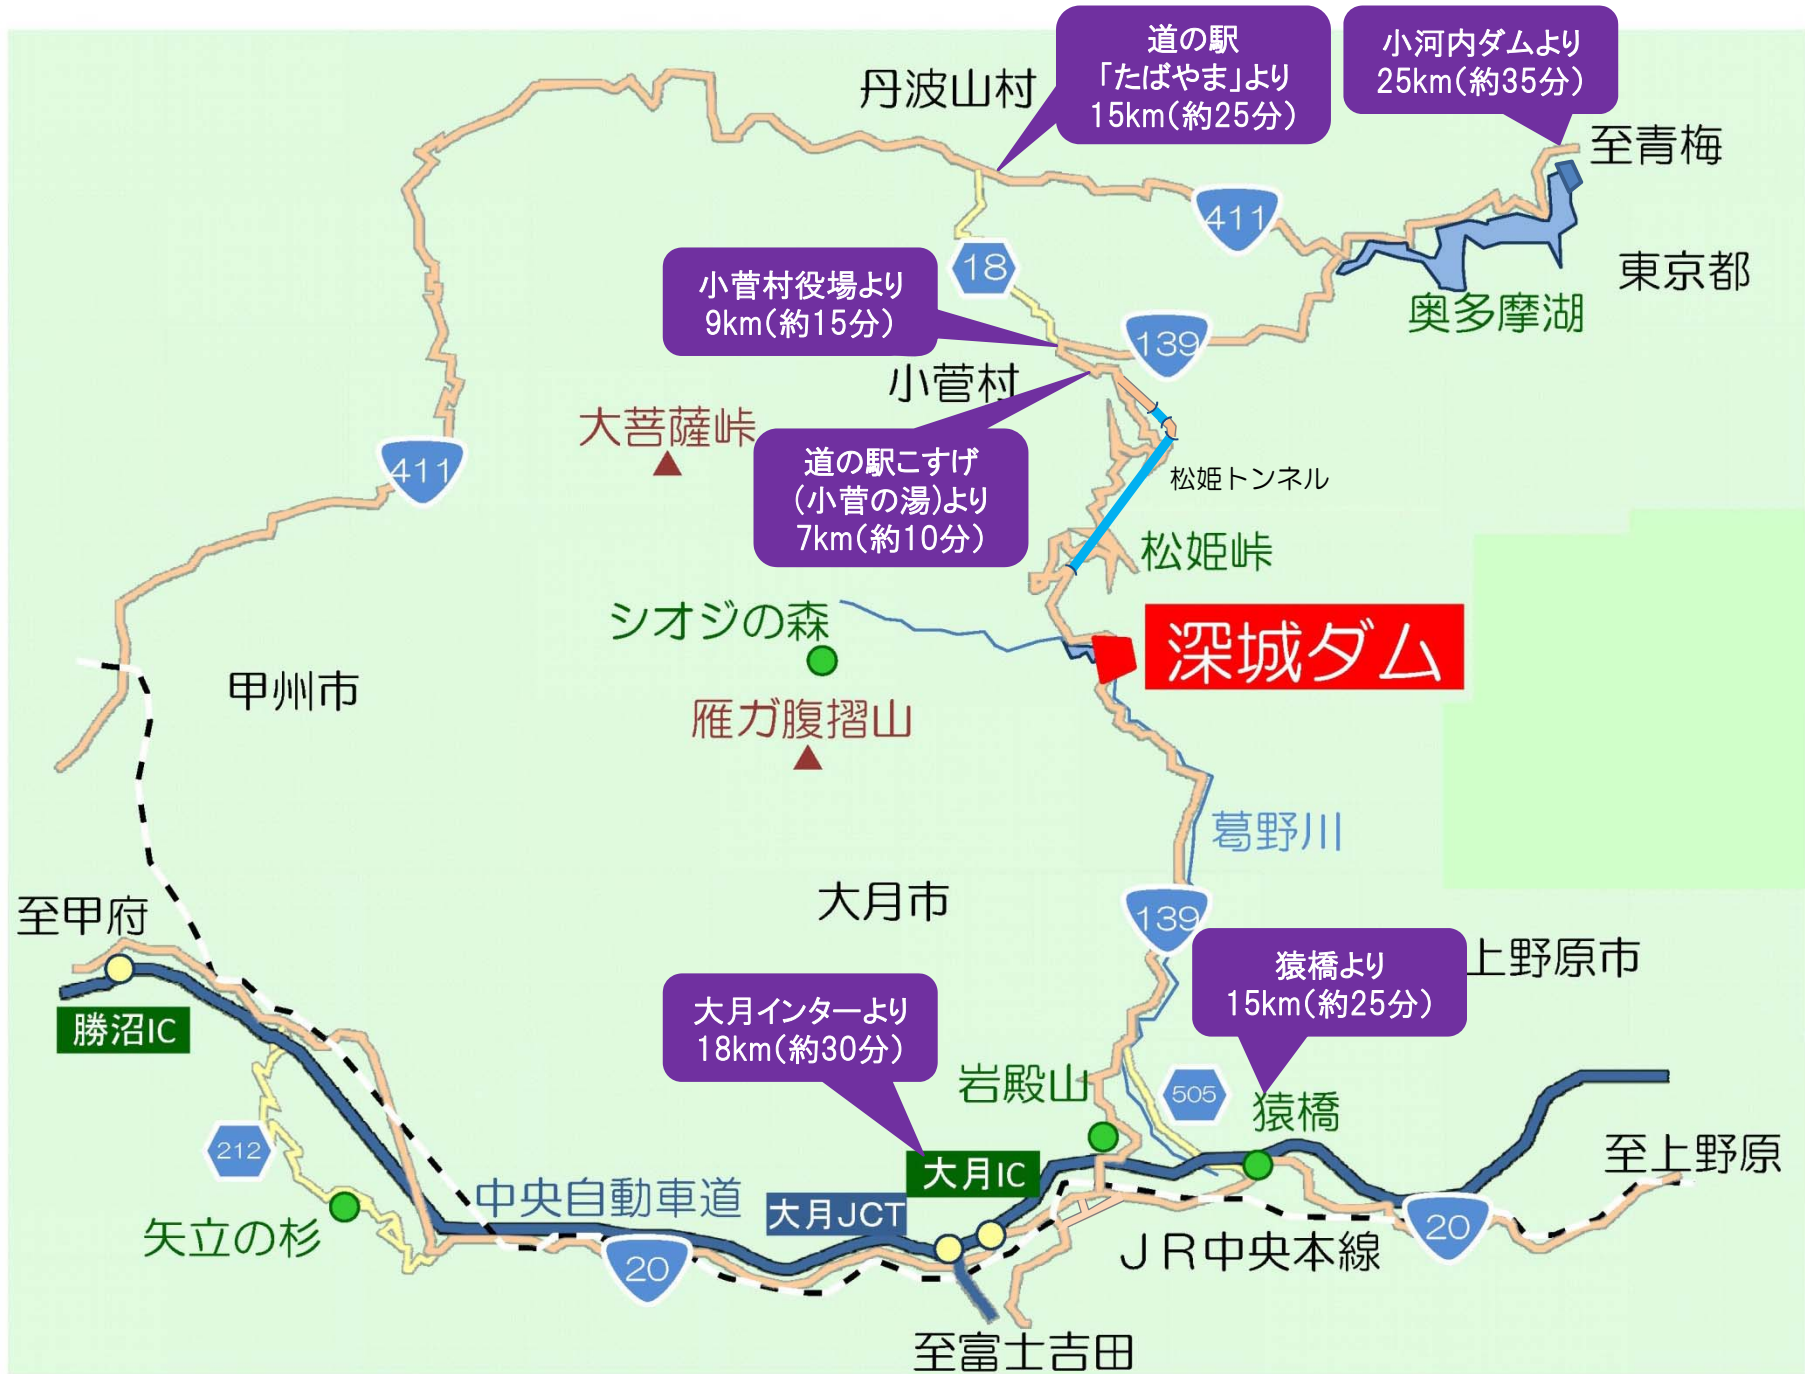 道の駅
「たばやま」より
15km(約25分)
小河内ダムより
25km(約35分)
丹波山村
至青梅
411
18
東京都
小菅村役場より
9km(約15分)
奥多摩湖
139
小菅村
大菩薩峠
411
道の駅こすげ
(小菅の湯)より
7km(約10分)
松姫トンネル
松姫峠
シオジの森
深城ダム
甲州市
雁ガ腹摺山
葛野川
大月市
至甲府
139
猿橋より
15km(約25分)
上野原市
大月インターより
18km(約30分)
勝沼IC
岩殿山
505
猿橋
212
大月IC
至上野原
中央自動車道
大月JCT
矢立の杉
20
20
JR中央本線
至富士吉田